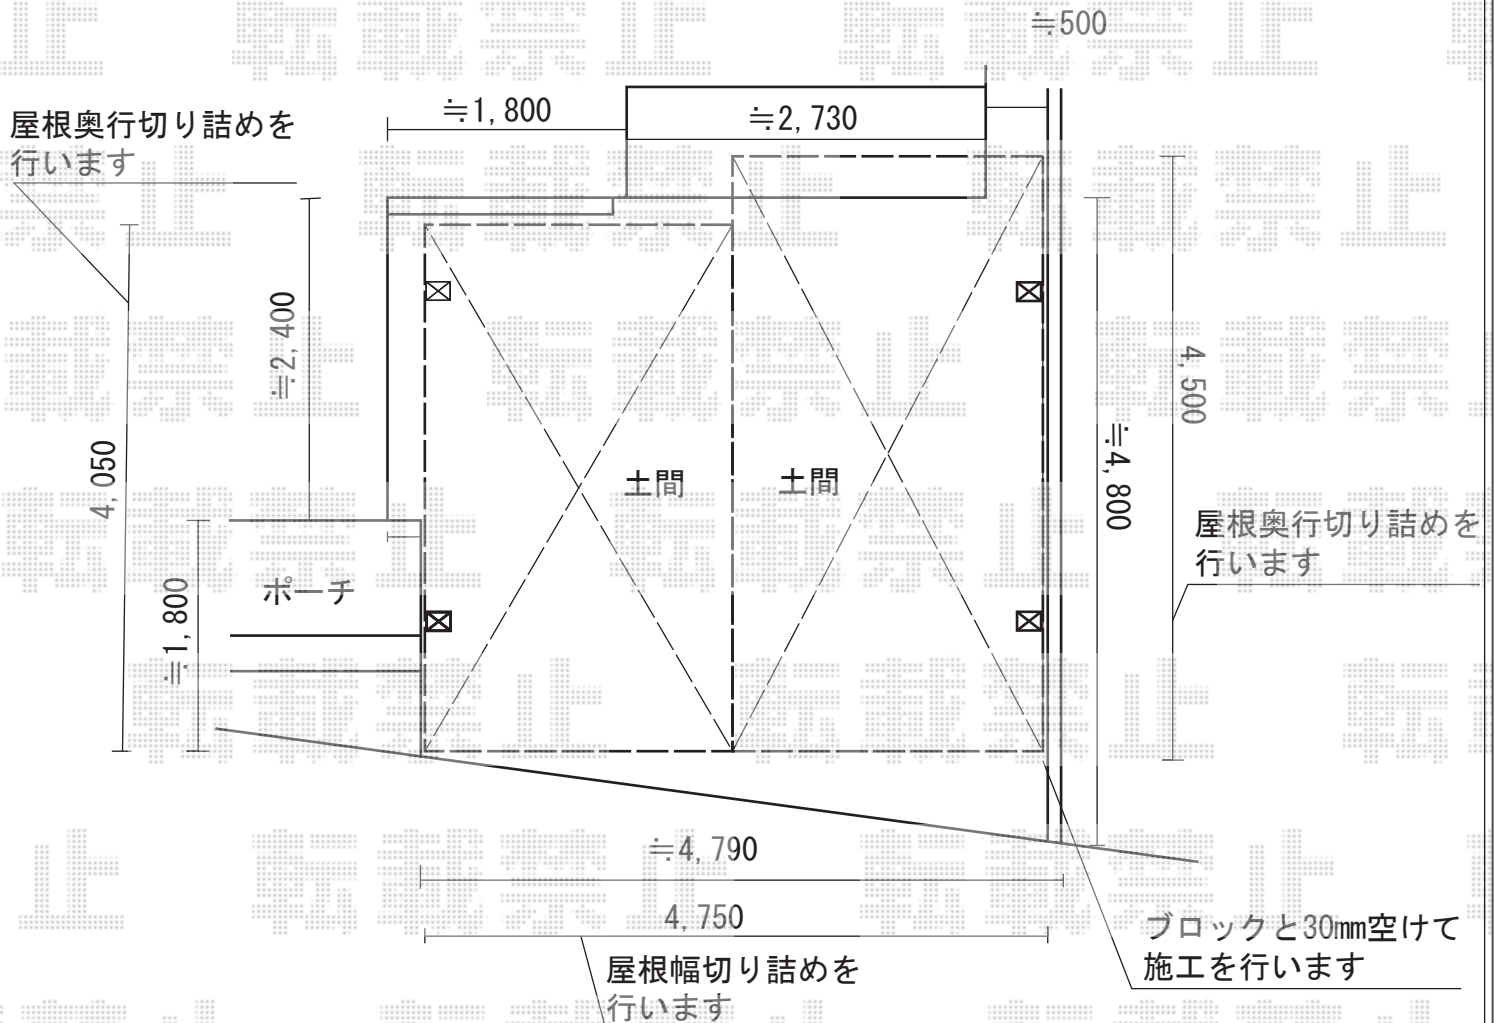 ≒500
≒1,800
≒2,730
屋根奥行切り詰めを
行います
≒2,400
4,500
4,050
≒4,800
土間
土間
屋根奥行切り詰めを
行います
ポーチ
≒1,800
≒4,790
4,750
ブロックと30mm空けて
施工を行います
屋根幅切り詰めを
行います
転載禁止